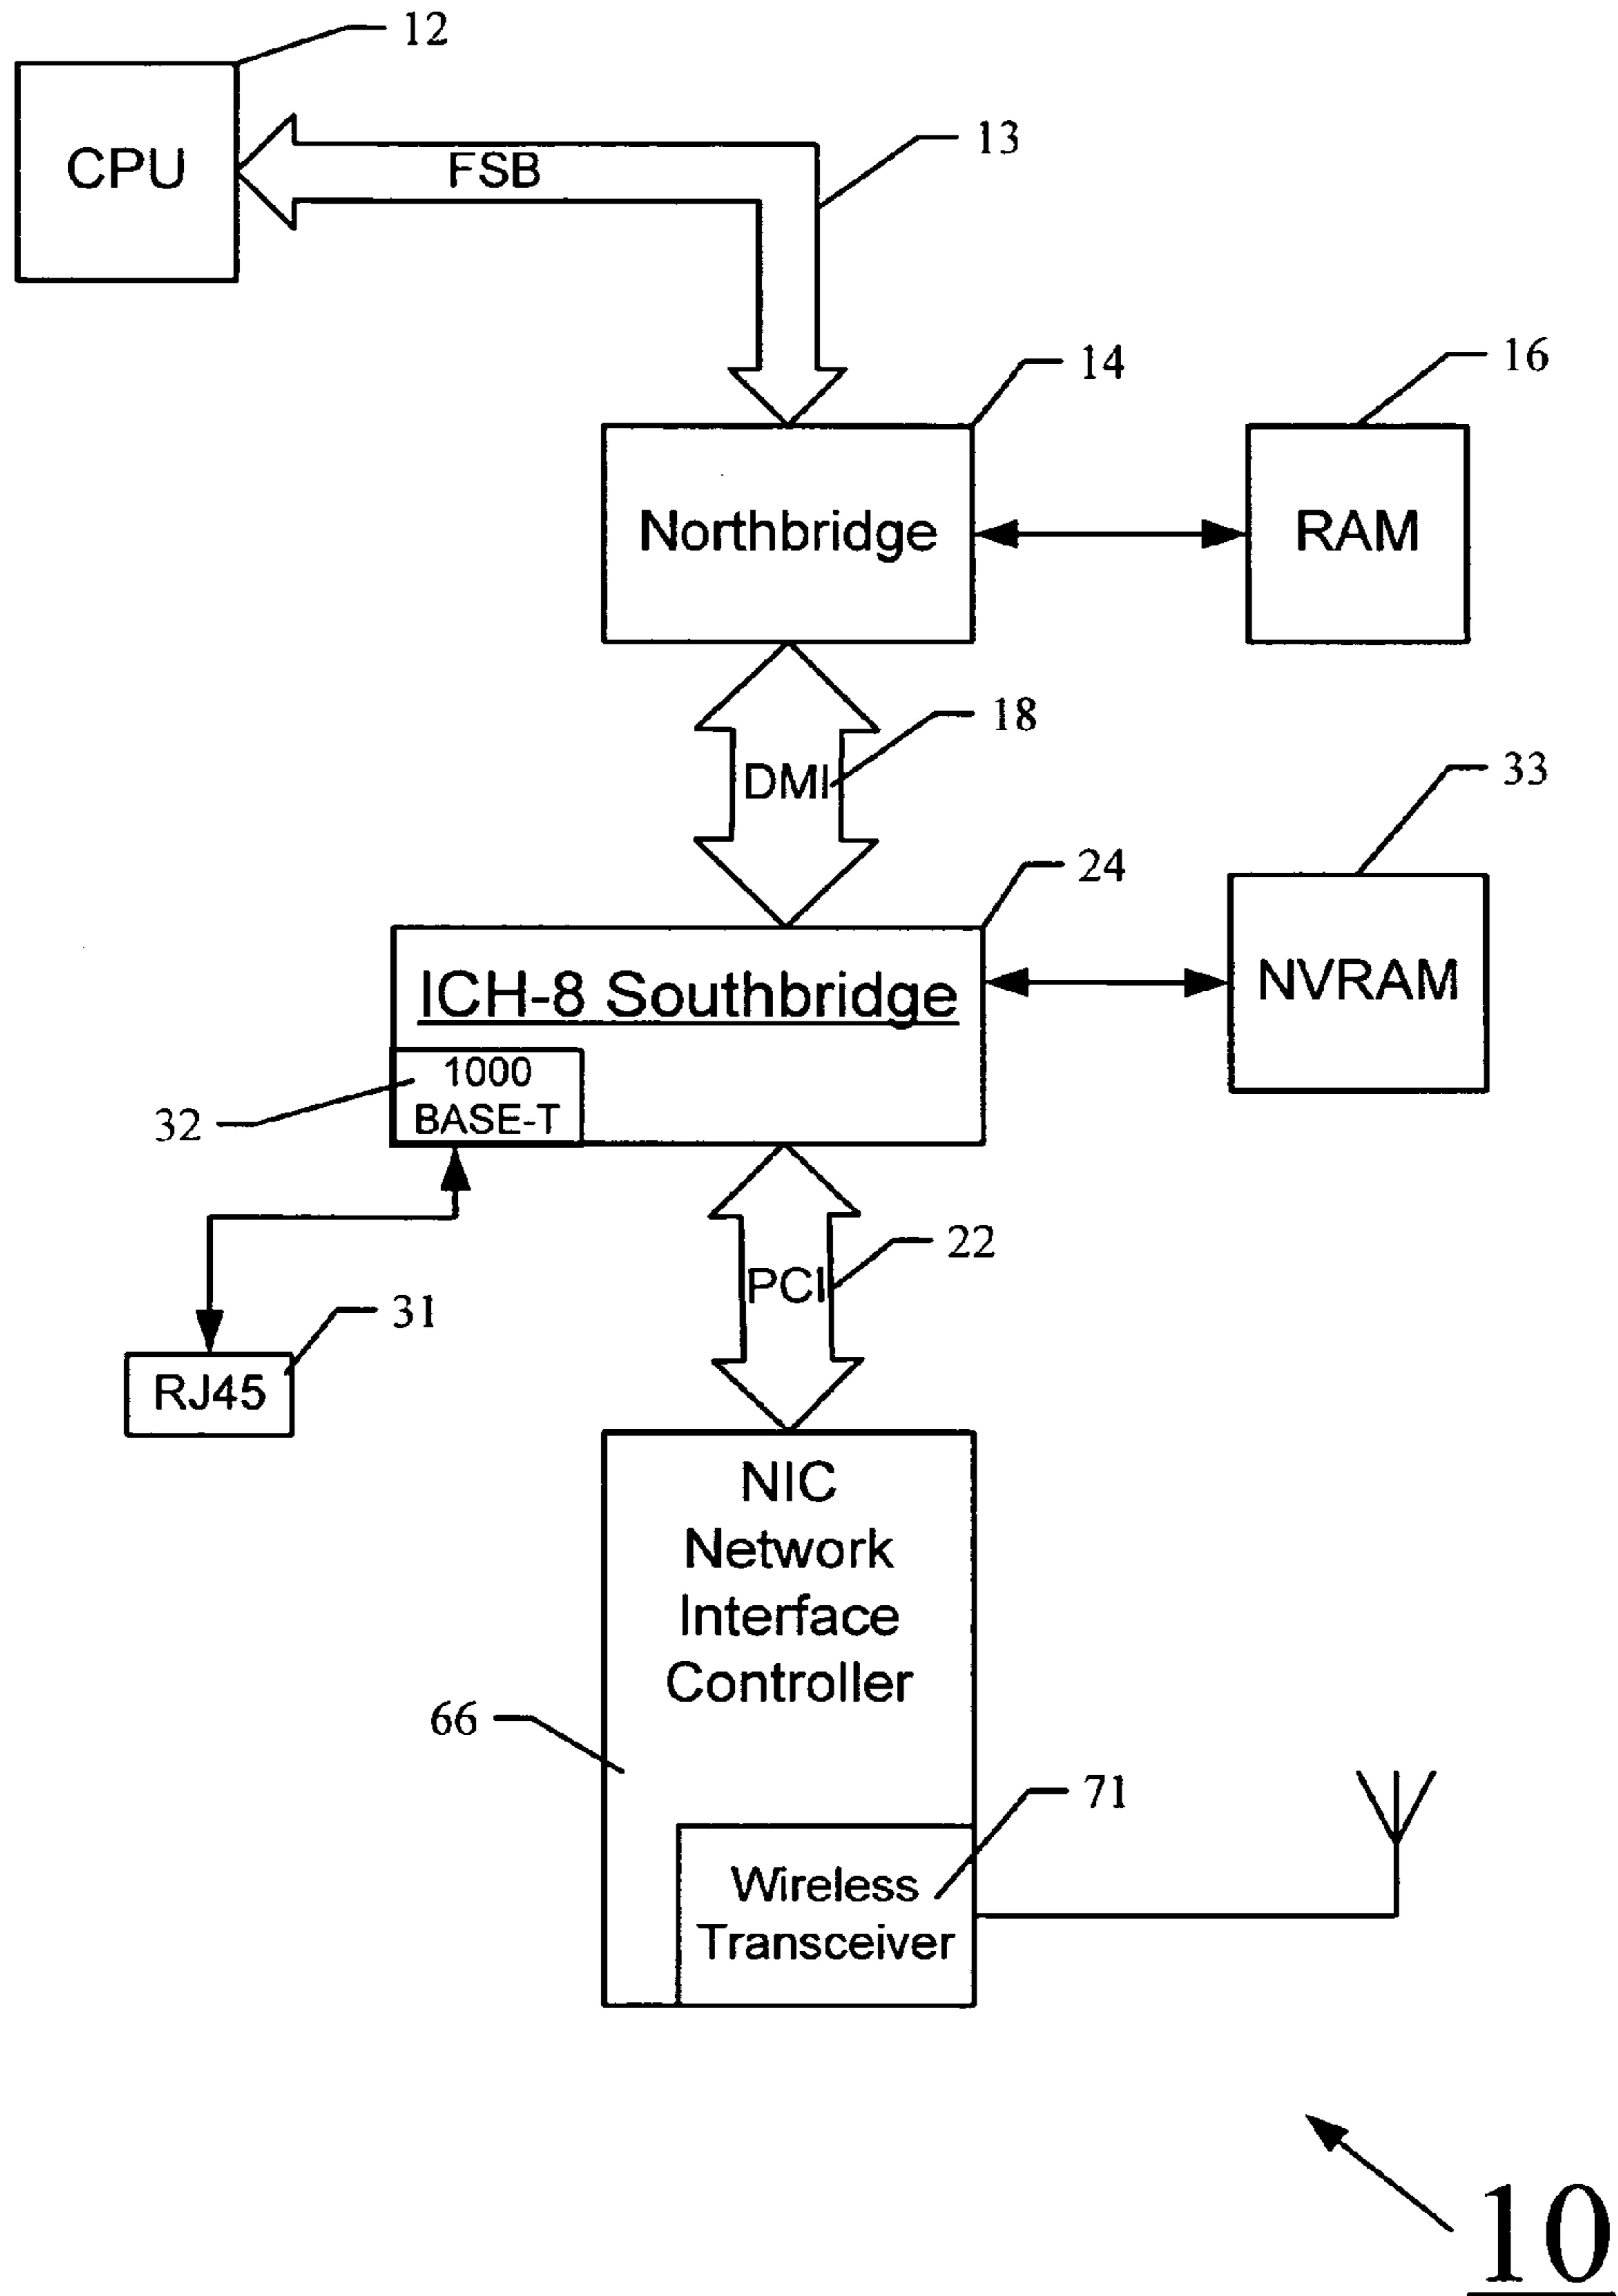 12
CPU
FSB
13
14
16
Northbridge
RAM
18
DMI
33
24
ICH-8 Southbridge
NVRAM
1000
BASE-T
32
22
PCI
31
RJ45
NIC
Network
Interface
Controller
66
71
Wireless
Transceiver
10